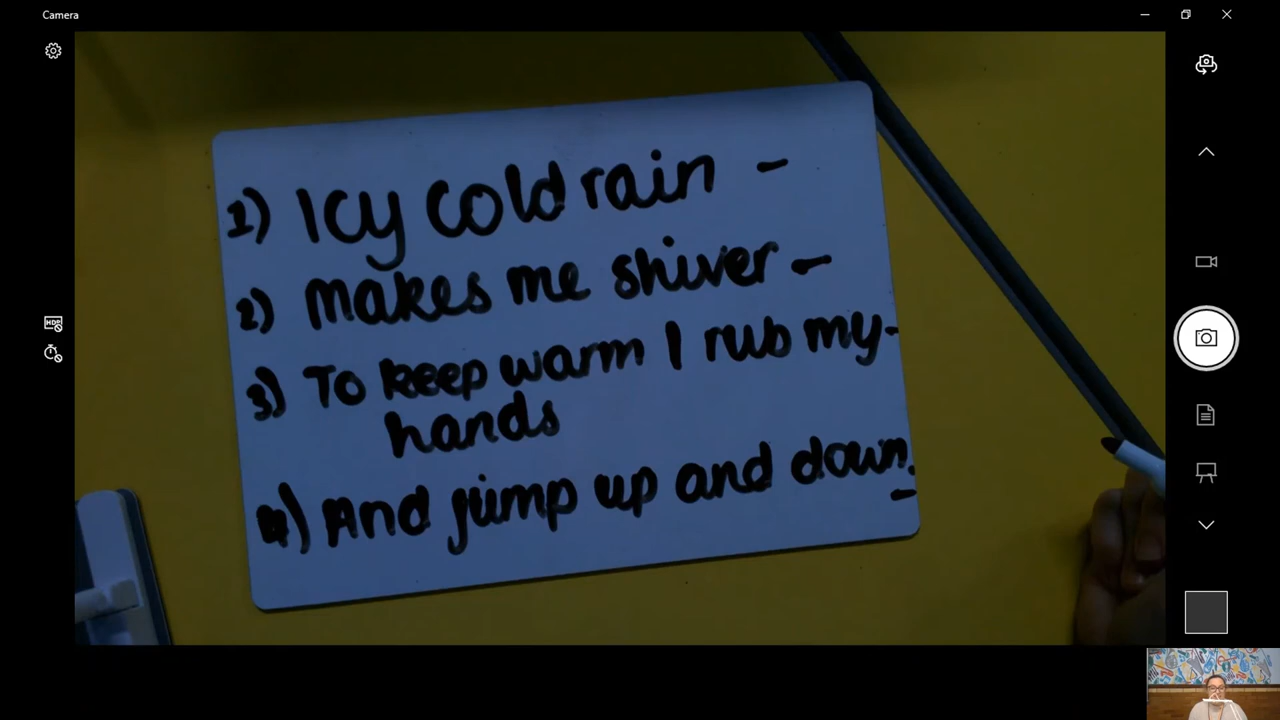 Camera
1) Icy cold rain -
2) makes me shiver -
3) To keep warm I rub my -
hands
4) And jump up and down.
-